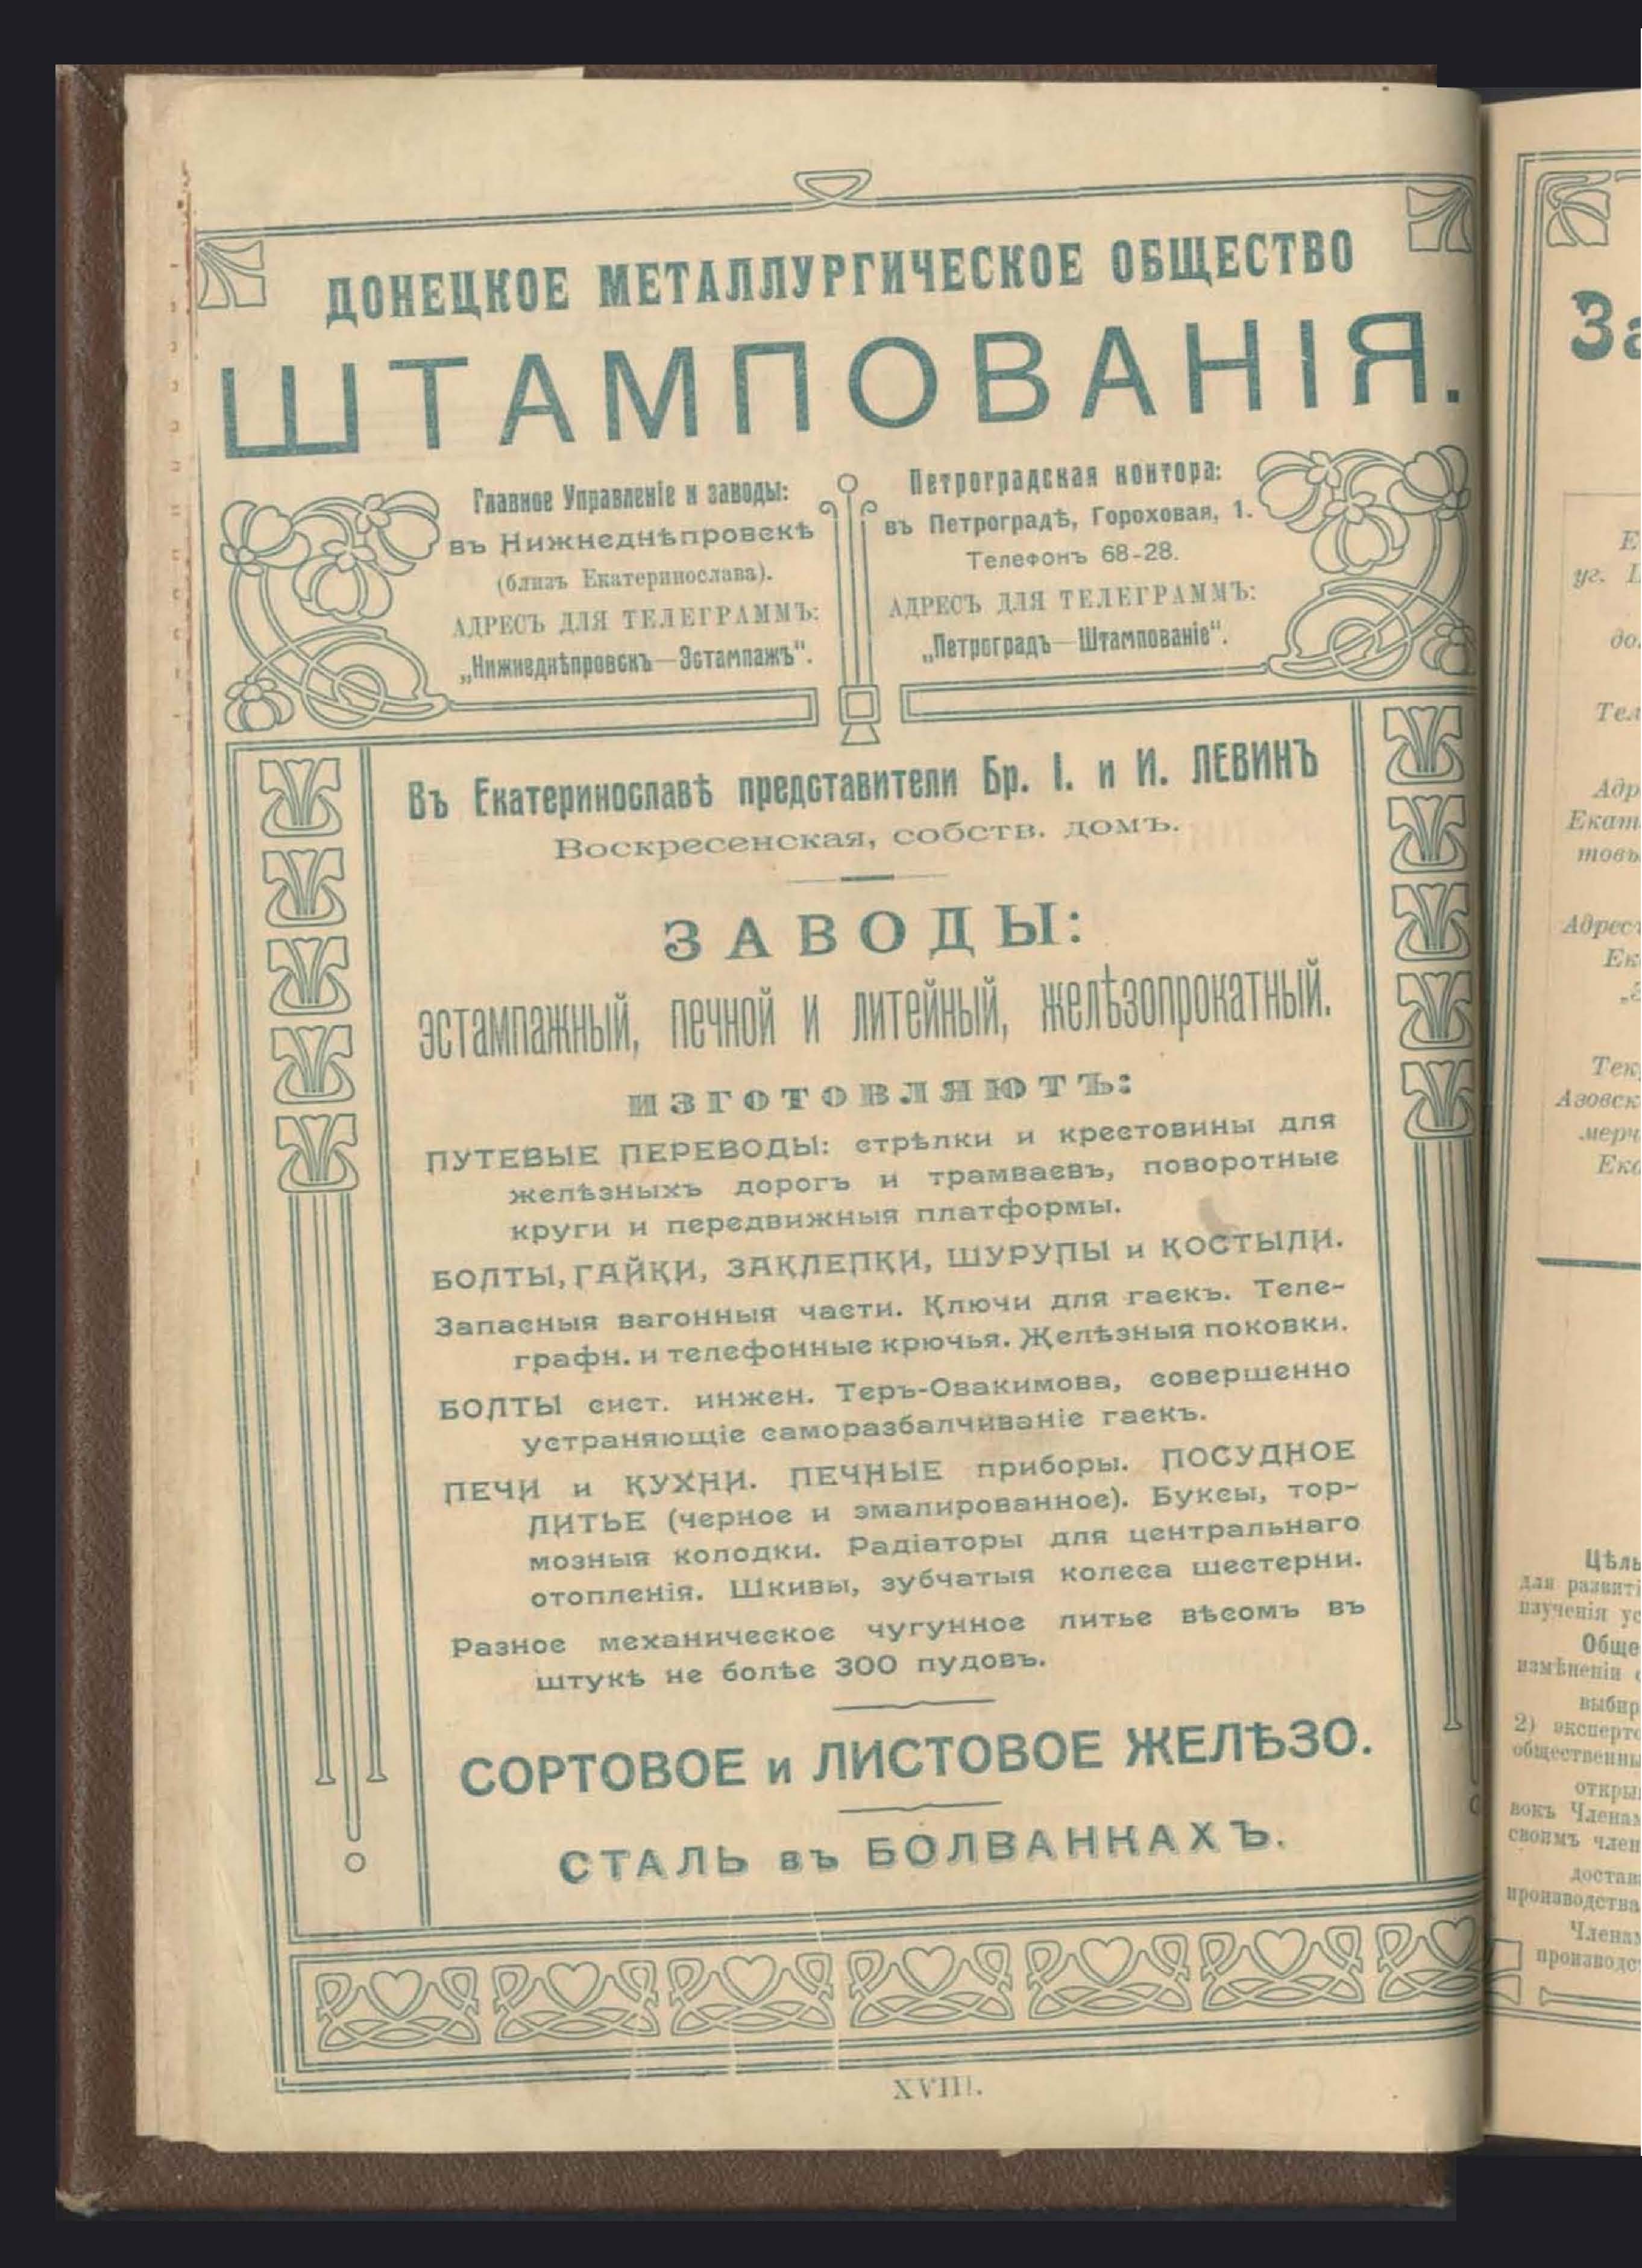 ДОНЕЦКОЕ МЕТАЛЛУРГИЧЕСКОЕ ОБЩЕСТВО
ШТАМПОВАНІЯ.
Главное Управленіе и заводы:
въ Нижнеднѣпровскѣ
(близъ Екатеринослава).
АДРЕСЪ ДЛЯ ТЕЛЕГРАММЪ:
„Нижнеднѣпровскъ—Эстампажъ“.
Петроградская контора:
въ Петроградѣ, Гороховая, 1.
Телефонъ 68-28.
АДРЕСЪ ДЛЯ ТЕЛЕГРАММЪ:
„Петроградъ—Штампованіе“.
Въ Екатеринославѣ представители Бр. І. и И. ЛЕВИНЪ
Воскресенская, собств. домъ.
ЗАВОДЫ:
эстампажный, печной и литейный, желѣзопрокатный.
ИЗГОТОВЛЯЮТЪ:
ПУТЕВЫЕ ПЕРЕВОДЫ: стрѣлки и крестовины для
желѣзныхъ дорогъ и трамваевъ, поворотные
круги и передвижныя платформы.
БОЛТЫ, ГАЙКИ, ЗАКЛЕПКИ, ШУРУПЫ и КОСТЫЛИ.
Запасныя вагонныя части. Ключи для гаекъ. Теле-
графн. и телефонные крючья. Желѣзныя поковки.
БОЛТЫ сист. инжен. Теръ-Овакимова, совершенно
устраняющіе саморазбалчиваніе гаекъ.
ПЕЧИ и КУХНИ. ПЕЧНЫЕ приборы. ПОСУДНОЕ
ЛИТЬЕ (черное и эмалированное). Буксы, тор-
мозныя колодки. Радіаторы для центральнаго
отопленія. Шкивы, зубчатыя колеса шестерни.
Разное механическое чугунное литье вѣсомъ въ
штукѣ не болѣе 300 пудовъ.
СОРТОВОЕ и ЛИСТОВОЕ ЖЕЛѢЗО.
СТАЛЬ въ БОЛВАНКАХЪ.
XVIII.